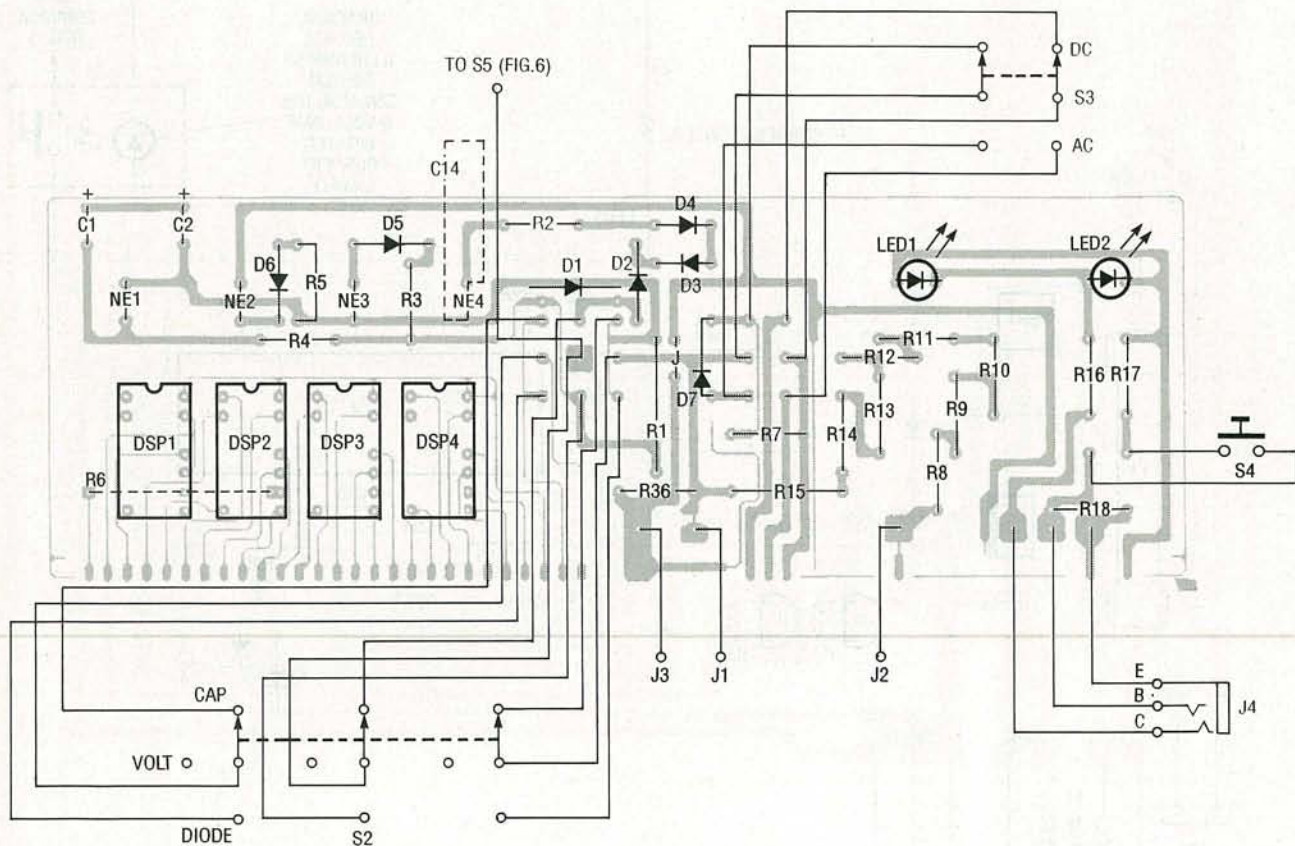 DC
TO S5 (FIG.6)
S3
C14
AC
+ +
C1 C2
R2
D4
D5
LED1 LED2
D6
R5
D1
D2
D3
NE1 NE2 NE3 R3 NE4
R4
J
R11
R12
R10
R16 R17
D7
R13
R9
DSP1 DSP2 DSP3 DSP4
R1
R7
R14
S4
R6
R8
R36
R15
R18
J3 J1 J2
E
CAP
B
J4
C
VOLT
DIODE
S2